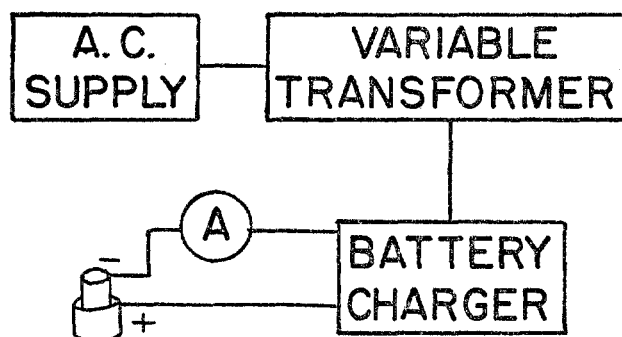 A.C.
SUPPLY
VARIABLE
TRANSFORMER
A
BATTERY
CHARGER
-
+